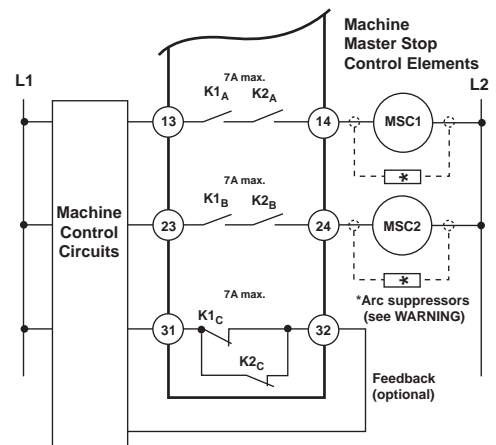 Machine
Master Stop
Control Elements
L1
L2
7A max.
K1A
K2A
13
14
MSC1
*
7A max.
K1B
K2B
Machine
Control
Circuits
23
24
MSC2
*
*Arc suppressors
(see WARNING)
7A max.
K1C
31
32
K2C
Feedback
(optional)